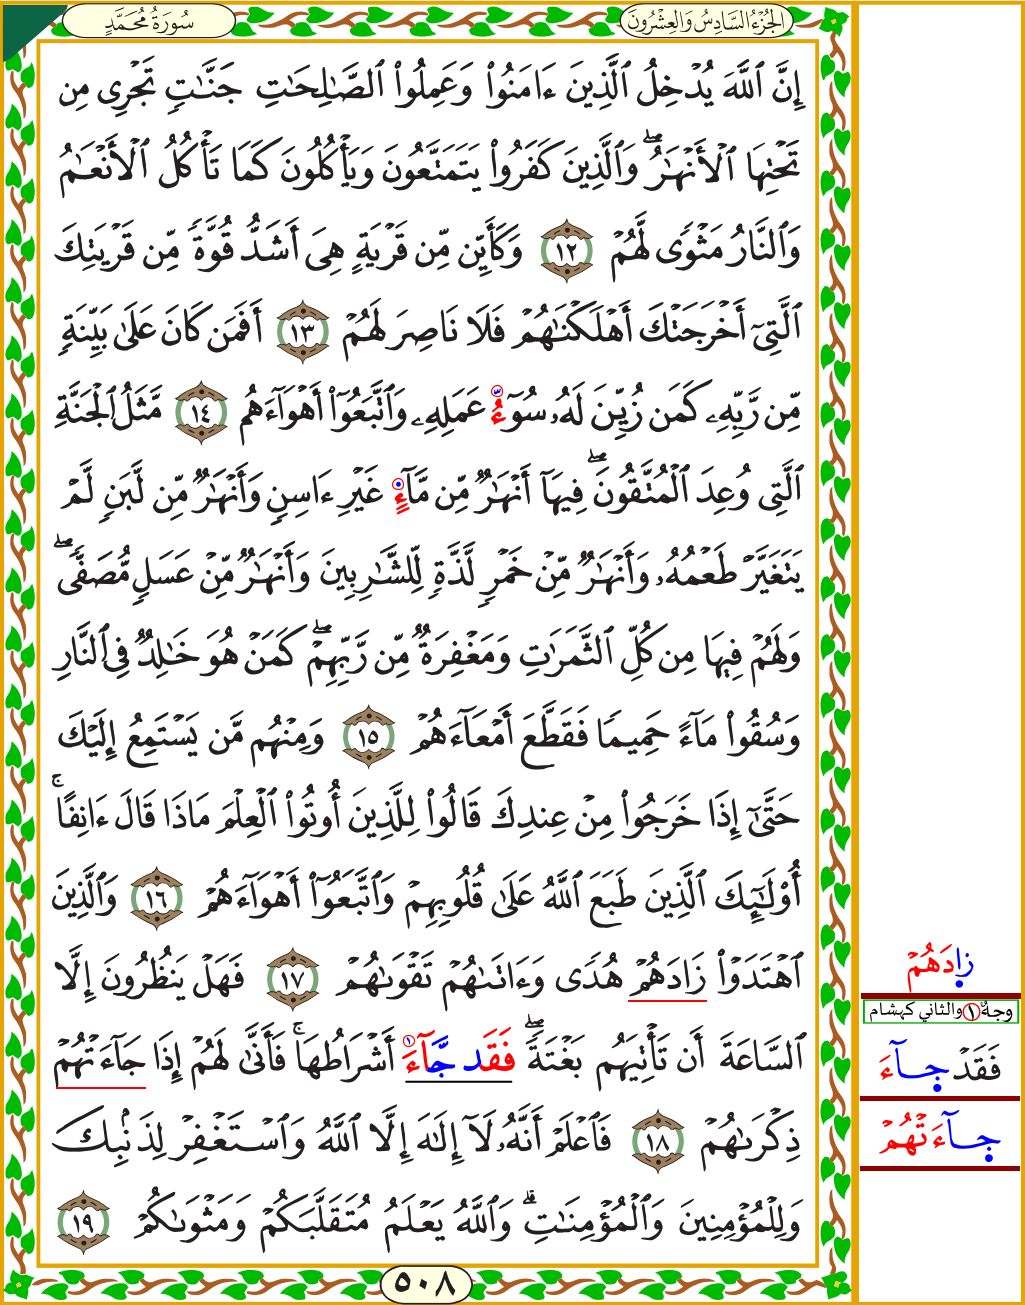 سُورَةُ مُحَمَّدٍ
الجُزْءُ السَّادِسُ وَالعِشْرُونَ
إِنَّ ٱللَّهَ يُدْخِلُ ٱلَّذِينَ ءَامَنُوا۟ وَعَمِلُوا۟ ٱلصَّـٰلِحَـٰتِ جَنَّـٰتٍ تَجْرِى مِن
تَحْتِهَا ٱلْأَنْهَـٰرُ ۖ وَٱلَّذِينَ كَفَرُوا۟ يَتَمَتَّعُونَ وَيَأْكُلُونَ كَمَا تَأْكُلُ ٱلْأَنْعَـٰمُ
وَٱلنَّارُ مَثْوًى لَّهُمْ ١٢ وَكَأَيِّن مِّن قَرْيَةٍ هِىَ أَشَدُّ قُوَّةً مِّن قَرْيَتِكَ
ٱلَّتِىٓ أَخْرَجَتْكَ أَهْلَكْنَـٰهُمْ فَلَا نَاصِرَ لَهُمْ ١٣ أَفَمَن كَانَ عَلَىٰ بَيِّنَةٍ
مِّن رَّبِّهِۦ كَمَن زُيِّنَ لَهُۥ سُوٓءُ عَمَلِهِۦ وَٱتَّبَعُوٓا۟ أَهْوَآءَهُم ١٤ مَّثَلُ ٱلْجَنَّةِ
ٱلَّتِى وُعِدَ ٱلْمُتَّقُونَ ۖ فِيهَآ أَنْهَـٰرٌ مِّن مَّآءٍ غَيْرِ ءَاسِنٍ وَأَنْهَـٰرٌ مِّن لَّبَنٍ لَّمْ
يَتَغَيَّرْ طَعْمُهُۥ وَأَنْهَـٰرٌ مِّنْ خَمْرٍ لَّذَّةٍ لِّلشَّـٰرِبِينَ وَأَنْهَـٰرٌ مِّنْ عَسَلٍ مُّصَفًّى ۖ
وَلَهُمْ فِيهَا مِن كُلِّ ٱلثَّمَرَٰتِ وَمَغْفِرَةٌ مِّن رَّبِّهِمْ ۖ كَمَنْ هُوَ خَـٰلِدٌ فِى ٱلنَّارِ
وَسُقُوا۟ مَآءً حَمِيمًا فَقَطَّعَ أَمْعَآءَهُمْ ١٥ وَمِنْهُم مَّن يَسْتَمِعُ إِلَيْكَ
حَتَّىٰٓ إِذَا خَرَجُوا۟ مِنْ عِندِكَ قَالُوا۟ لِلَّذِينَ أُوتُوا۟ ٱلْعِلْمَ مَاذَا قَالَ ءَانِفًا ۚ
أُو۟لَـٰٓئِكَ ٱلَّذِينَ طَبَعَ ٱللَّهُ عَلَىٰ قُلُوبِهِمْ وَٱتَّبَعُوٓا۟ أَهْوَآءَهُمْ ١٦ وَٱلَّذِينَ
ٱهْتَدَوْا۟ زَادَهُمْ هُدًى وَءَاتَىٰهُمْ تَقْوَىٰهُمْ ١٧ فَهَلْ يَنظُرُونَ إِلَّا
زادَهُمْ
ٱلسَّاعَةَ أَن تَأْتِيَهُم بَغْتَةً ۖ فَقَد جَّآءَ ١ أَشْرَاطُهَا ۚ فَأَنَّىٰ لَهُمْ إِذَا جَآءَتْهُمْ
وجهٌ ١ والثاني كهشام
فَقَدْ جآءَ
ذِكْرَىٰهُمْ ١٨ فَٱعْلَمْ أَنَّهُۥ لَآ إِلَـٰهَ إِلَّا ٱللَّهُ وَٱسْتَغْفِرْ لِذَنۢبِكَ
جآءَتْهُمْ
وَلِلْمُؤْمِنِينَ وَٱلْمُؤْمِنَـٰتِ ۗ وَٱللَّهُ يَعْلَمُ مُتَقَلَّبَكُمْ وَمَثْوَىٰكُمْ ١٩
٥٠٨